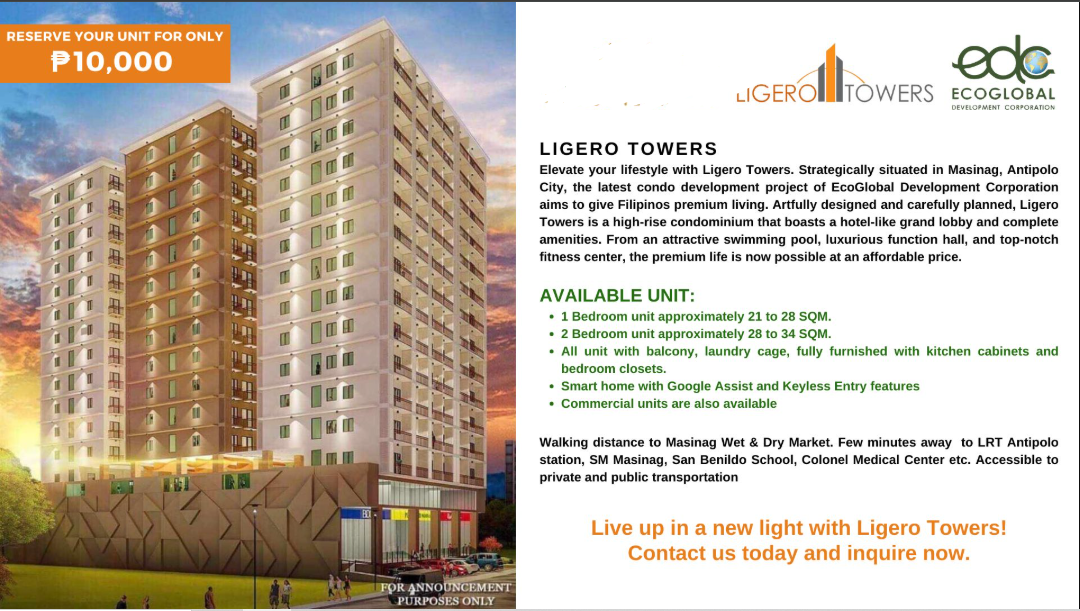 RESERVE YOUR UNIT FOR ONLY
₱10,000
LIGERO TOWERS
edc
ECOGLOBAL
DEVELOPMENT CORPORATION
LIGERO TOWERS
Elevate your lifestyle with Ligero Towers. Strategically situated in Masinag, Antipolo
City, the latest condo development project of EcoGlobal Development Corporation
aims to give Filipinos premium living. Artfully designed and carefully planned, Ligero
Towers is a high-rise condominium that boasts a hotel-like grand lobby and complete
amenities. From an attractive swimming pool, luxurious function hall, and top-notch
fitness center, the premium life is now possible at an affordable price.
AVAILABLE UNIT:
• 1 Bedroom unit approximately 21 to 28 SQM.
• 2 Bedroom unit approximately 28 to 34 SQM.
• All unit with balcony, laundry cage, fully furnished with kitchen cabinets and
bedroom closets.
• Smart home with Google Assist and Keyless Entry features
• Commercial units are also available
Walking distance to Masinag Wet & Dry Market. Few minutes away to LRT Antipolo
station, SM Masinag, San Benildo School, Colonel Medical Center etc. Accessible to
private and public transportation
Live up in a new light with Ligero Towers!
Contact us today and inquire now.
FOR ANNOUNCEMENT
PURPOSES ONLY